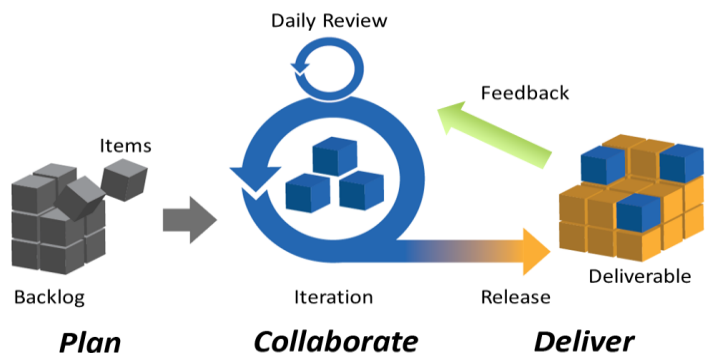 Daily Review
Feedback
Items
Backlog
Iteration
Release
Deliverable
Plan
Collaborate
Deliver